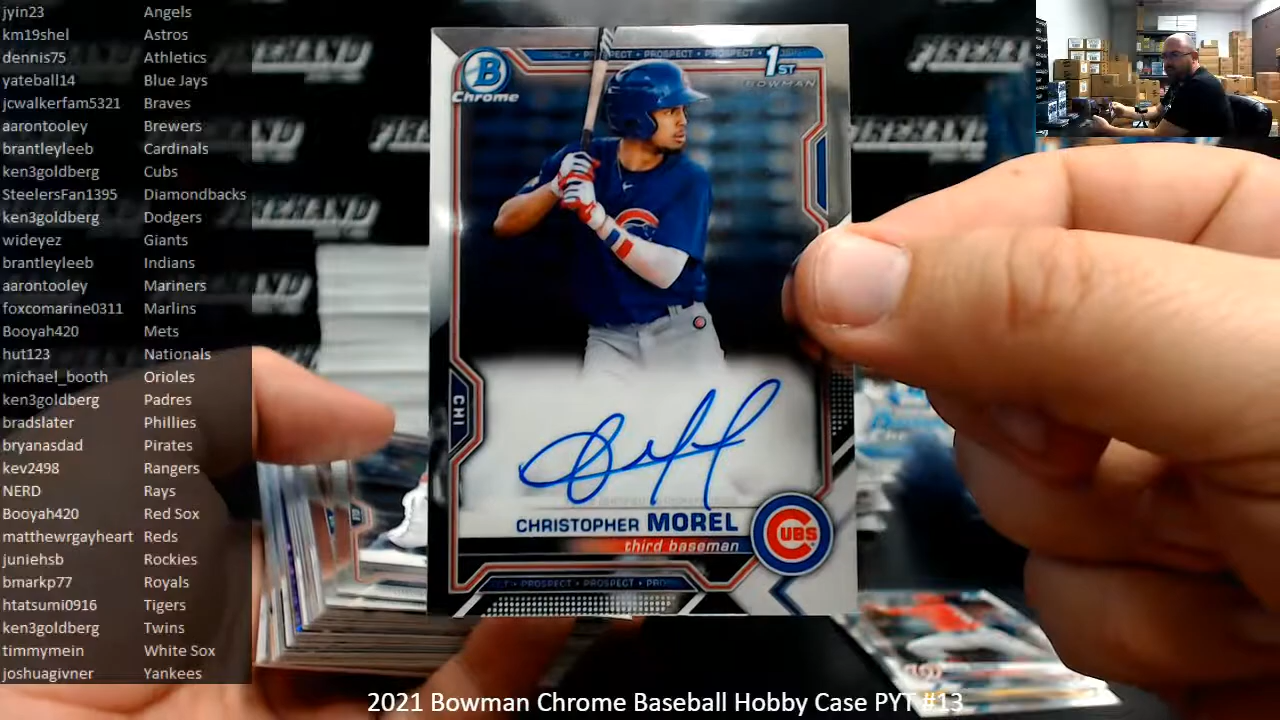 jyin23 Angels
km19shel Astros
dennis75 Athletics
yateball14 Blue Jays
jcwalkerfam5321 Braves
aarontooley Brewers
brantleyleeb Cardinals
ken3goldberg Cubs
SteelersFan1395 Diamondbacks
ken3goldberg Dodgers
wideyez Giants
brantleyleeb Indians
aarontooley Mariners
foxcomarine0311 Marlins
Booyah420 Mets
hut123 Nationals
michael_booth Orioles
ken3goldberg Padres
bradslater Phillies
bryanasdad Pirates
kev2498 Rangers
NERD Rays
Booyah420 Red Sox
matthewrgayheart Reds
juniehsb Rockies
bmarkp77 Royals
htatsumi0916 Tigers
ken3goldberg Twins
timmymein White Sox
joshuagivner Yankees
PROSPECT • PROSPECT
B
Chrome
1ST
BOWMAN
FIREHAND
CHI
CHRISTOPHER MOREL
third baseman
CUBS
PROSPECT • PROSPECT
2021 Bowman Chrome Baseball Hobby Case PYT #13